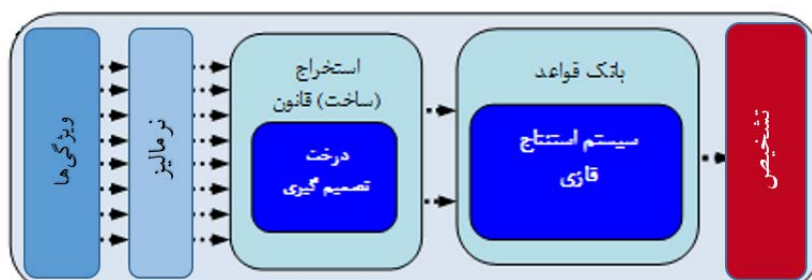 ویژگی‌ها
نرمالیز
استخراج
(ساخت) قانون
درخت
تصمیم گیری
بانک قواعد
سیستم استنتاج
فازی
تشخیص